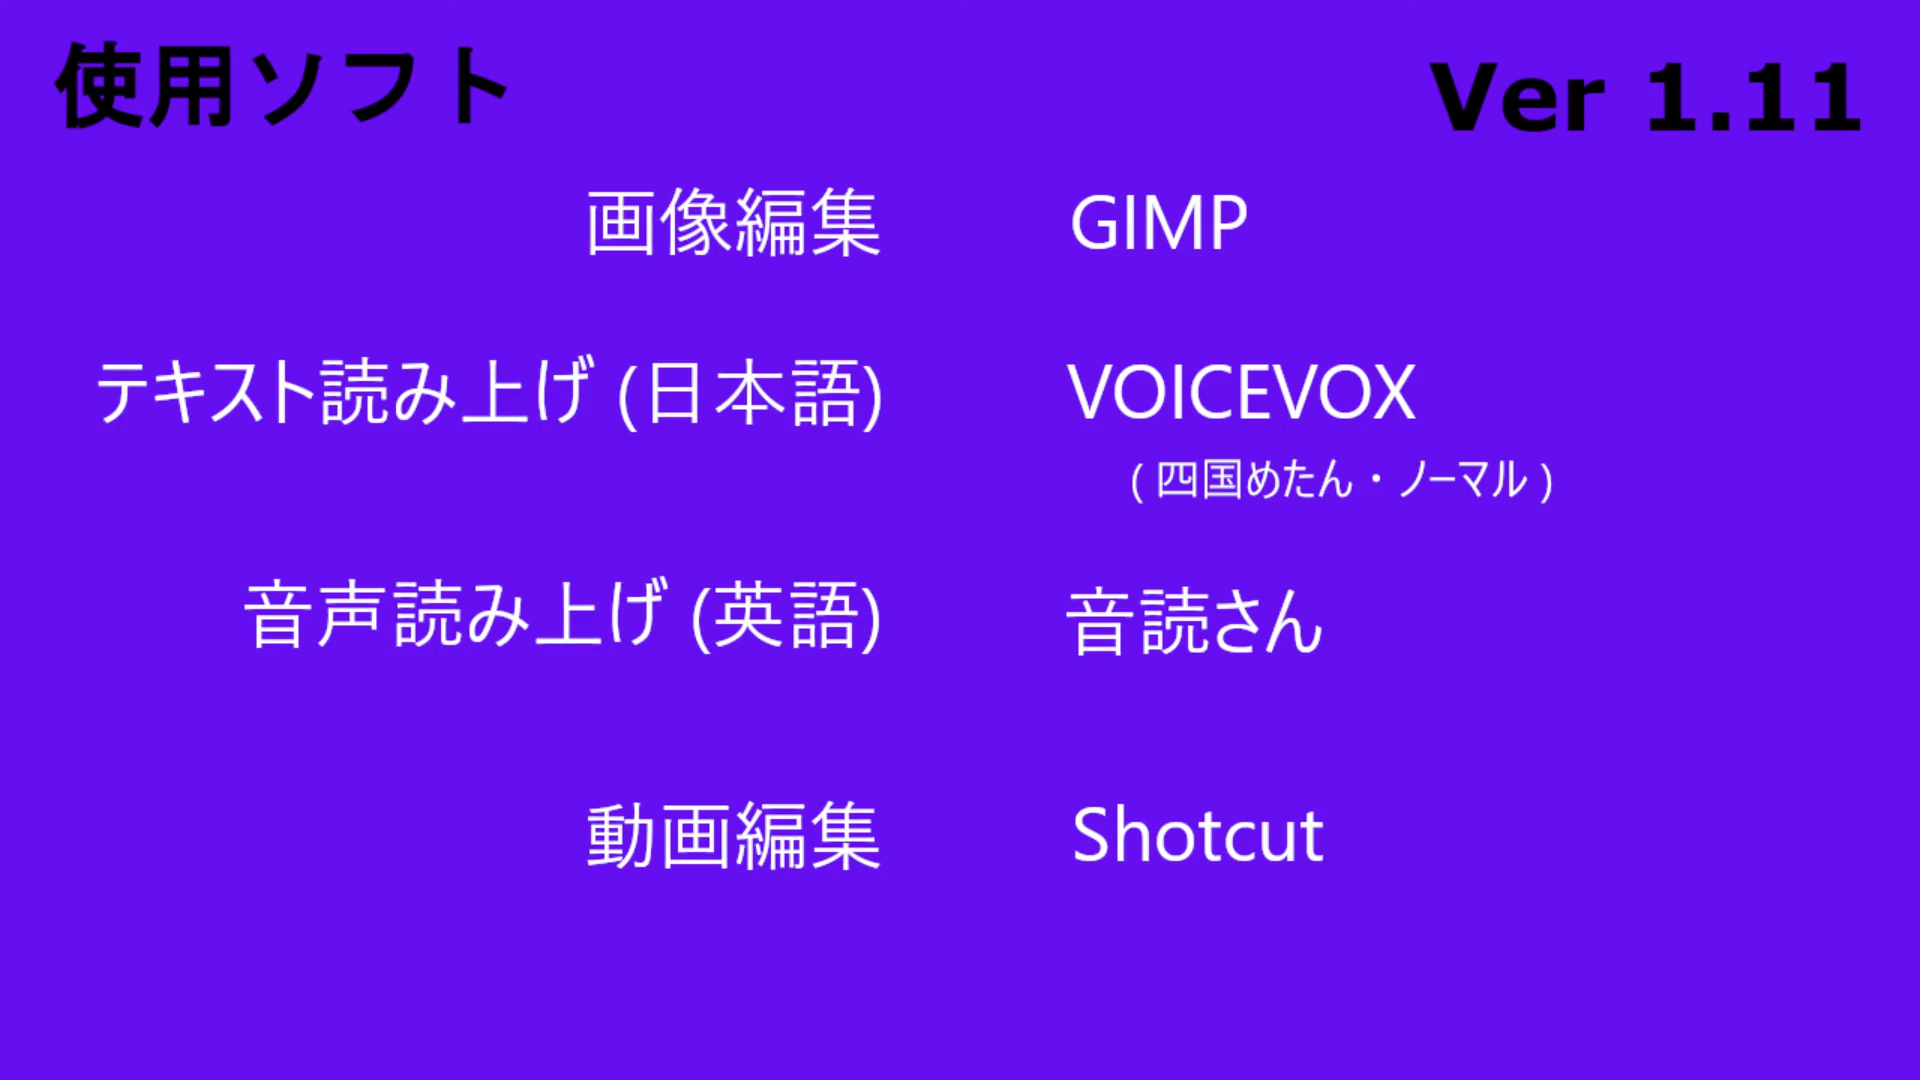 使用ソフト
Ver 1.11
画像編集 GIMP
テキスト読み上げ (日本語) VOICEVOX
( 四国めたん・ノーマル )
音声読み上げ (英語) 音読さん
動画編集 Shotcut